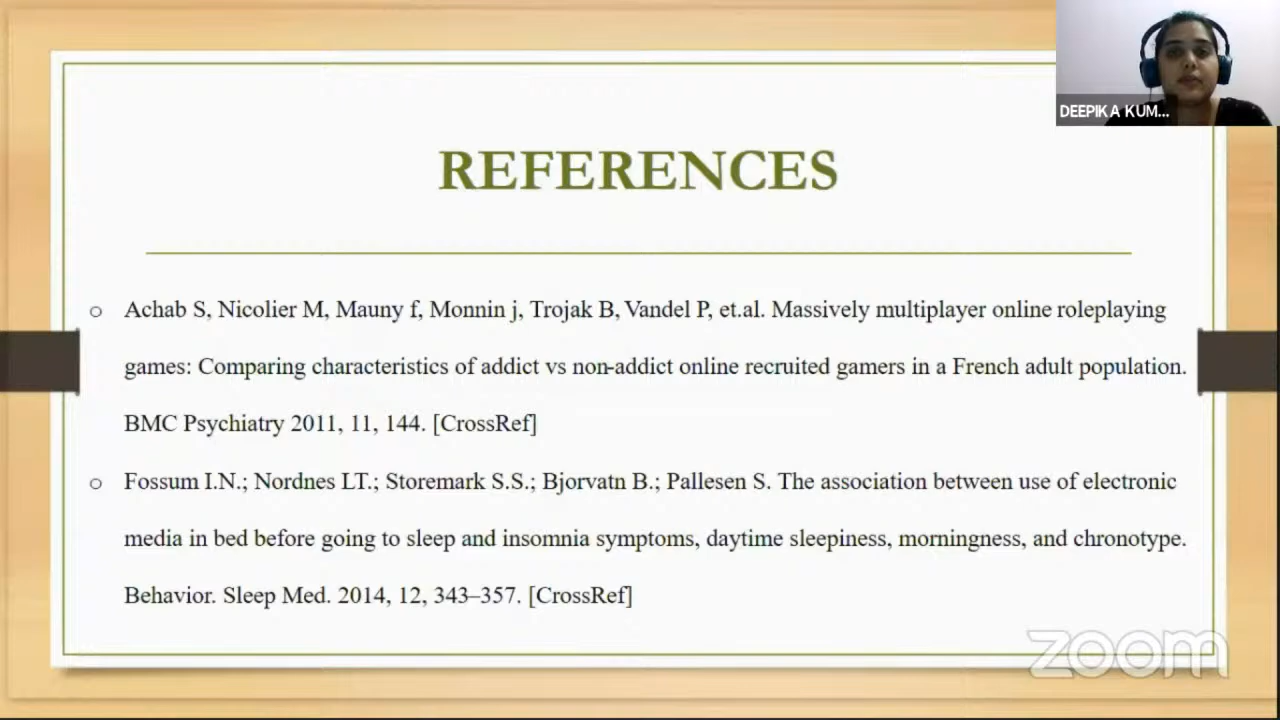 DEEPIKA KUM...
REFERENCES
o Achab S, Nicolier M, Mauny f, Monnin j, Trojak B, Vandel P, et.al. Massively multiplayer online roleplaying
games: Comparing characteristics of addict vs non-addict online recruited gamers in a French adult population.
BMC Psychiatry 2011, 11, 144. [CrossRef]
o Fossum I.N.; Nordnes LT.; Storemark S.S.; Bjorvatn B.; Pallesen S. The association between use of electronic
media in bed before going to sleep and insomnia symptoms, daytime sleepiness, morningness, and chronotype.
Behavior. Sleep Med. 2014, 12, 343–357. [CrossRef]
zoom